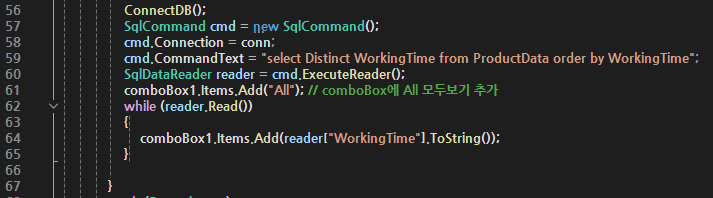 56 ConnectDB();
57 SqlCommand cmd = new SqlCommand();
58 cmd.Connection = conn;
59 cmd.CommandText = "select Distinct WorkingTime from ProductData order by WorkingTime";
60 SqlDataReader reader = cmd.ExecuteReader();
61 comboBox1.Items.Add("All"); // comboBox에 All 모두보기 추가
62 while (reader.Read())
63 {
64 comboBox1.Items.Add(reader["WorkingTime"].ToString());
65 }
66
67 }